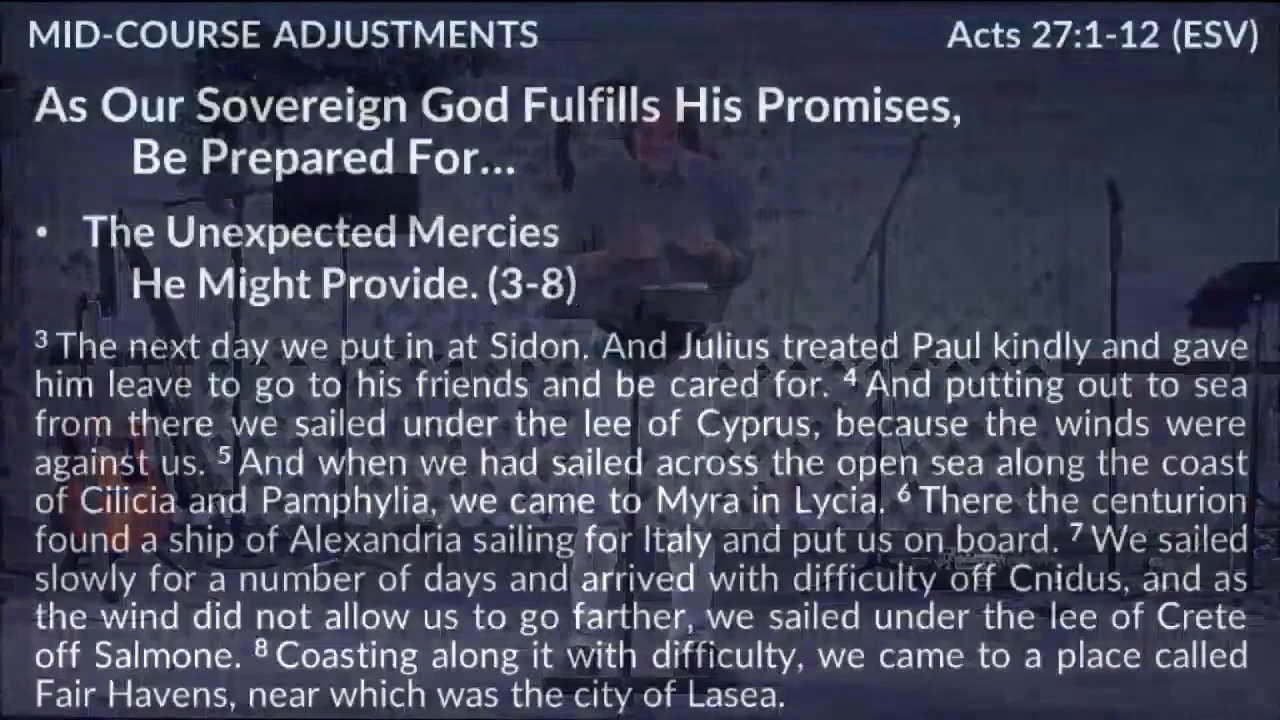 MID-COURSE ADJUSTMENTS
Acts 27:1-12 (ESV)
As Our Sovereign God Fulfills His Promises,
Be Prepared For...
• The Unexpected Mercies
He Might Provide. (3-8)
³ The next day we put in at Sidon. And Julius treated Paul kindly and gave
him leave to go to his friends and be cared for. ⁴ And putting out to sea
from there we sailed under the lee of Cyprus, because the winds were
against us. ⁵ And when we had sailed across the open sea along the coast
of Cilicia and Pamphylia, we came to Myra in Lycia. ⁶ There the centurion
found a ship of Alexandria sailing for Italy and put us on board. ⁷ We sailed
slowly for a number of days and arrived with difficulty off Cnidus, and as
the wind did not allow us to go farther, we sailed under the lee of Crete
off Salmone. ⁸ Coasting along it with difficulty, we came to a place called
Fair Havens, near which was the city of Lasea.